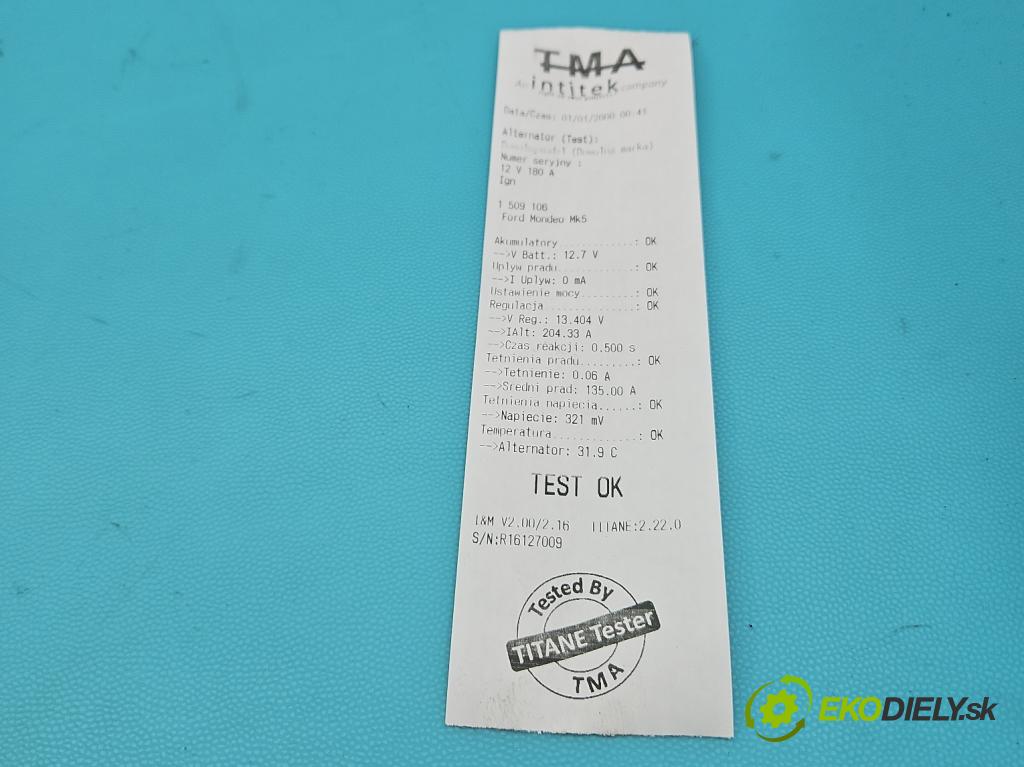 TMA
An intitek company
Data/Czas: 01/01/2000 00:41
Alternator (Test):
(Domyslna marka)
Numer seryjny :
12 V 180 A
Ign
1 509 106
Ford Mondeo Mk5
Akumulatory............: OK
-->V Batt.: 12.7 V
Uplyw pradu............: OK
-->I Uplyw: 0 mA
Ustawienie mocy........: OK
Regulacja..............: OK
-->V Reg.: 13.404 V
-->IAlt: 204.33 A
-->Czas reakcji: 0.500 s
Tetnienia pradu........: OK
-->Tetnienie: 0.06 A
-->Sredni prad: 135.00 A
Tetnienia napiecia......: OK
-->Napiecie: 321 mV
Temperatura............: OK
-->Alternator: 31.9 C
TEST OK
I&M V2.00/2.16 TITANE:2.22.0
S/N:R16127009
Tested By
TITANE Tester
TMA
EKODIELY.sk